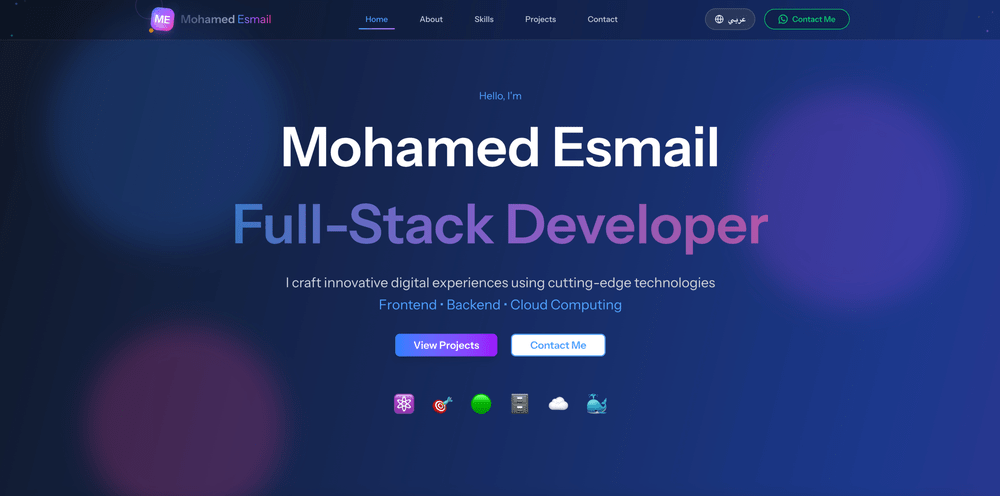 ME Mohamed Esmail
Home About Skills Projects Contact
عربي
Contact Me
Hello, I'm
Mohamed Esmail
Full-Stack Developer
I craft innovative digital experiences using cutting-edge technologies
Frontend • Backend • Cloud Computing
View Projects
Contact Me